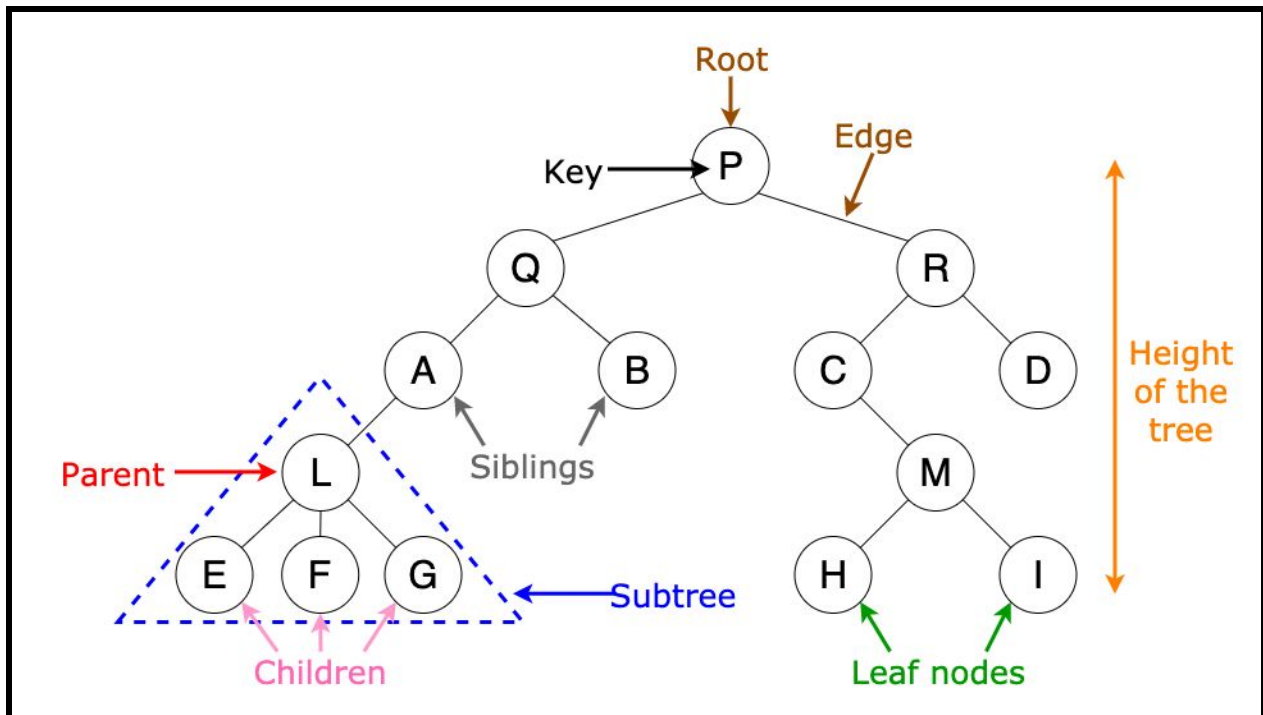 Root
Edge
Key
P
Q
R
A
B
C
D
Height
of the
tree
Siblings
Parent
L
M
E
F
G
H
I
Subtree
Children
Leaf nodes